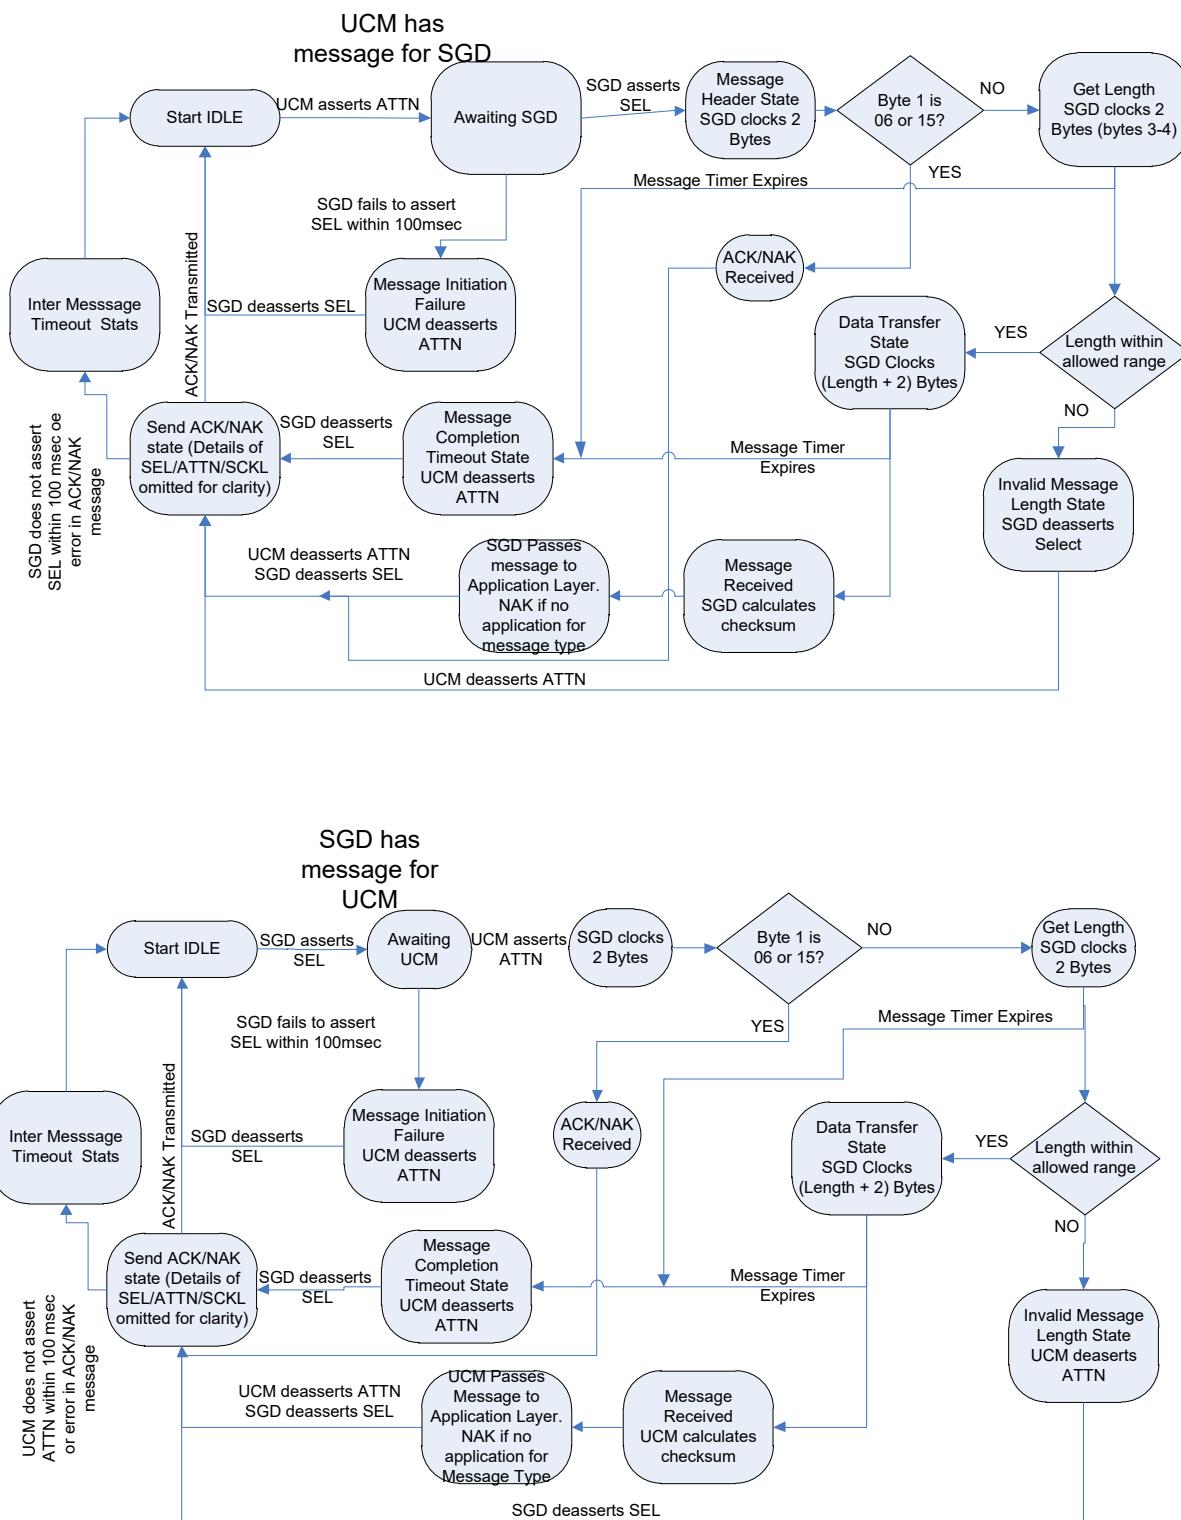 UCM has
message for SGD
Start IDLE
UCM asserts ATTN
Awaiting SGD
SGD asserts
SEL
Message
Header State
SGD clocks 2
Bytes
Byte 1 is
06 or 15?
NO
Get Length
SGD clocks 2
Bytes (bytes 3-4)
YES
Message Timer Expires
SGD fails to assert
SEL within 100msec
ACK/NAK
Received
ACK/NAK Transmitted
Inter Messsage
Timeout  Stats
SGD deasserts SEL
Message Initiation
Failure
UCM deasserts
ATTN
Data Transfer
State
SGD Clocks
(Length + 2) Bytes
YES
Length within
allowed range
NO
SGD does not assert
SEL within 100 msec oe
error in ACK/NAK
message
Send ACK/NAK
state (Details of
SEL/ATTN/SCKL
omitted for clarity)
SGD deasserts
SEL
Message
Completion
Timeout State
UCM deasserts
ATTN
Message Timer
Expires
Invalid Message
Length State
SGD deasserts
Select
UCM deasserts ATTN
SGD deasserts SEL
SGD Passes
message to
Application Layer.
NAK if no
application for
message type
Message
Received
SGD calculates
checksum
UCM deasserts ATTN
SGD has
message for
UCM
Start IDLE
SGD asserts
SEL
Awaiting
UCM
UCM asserts
ATTN
SGD clocks
2 Bytes
Byte 1 is
06 or 15?
NO
Get Length
SGD clocks
2 Bytes
SGD fails to assert
SEL within 100msec
YES
Message Timer Expires
ACK/NAK Transmitted
Inter Messsage
Timeout  Stats
SGD deasserts
SEL
Message Initiation
Failure
UCM deasserts
ATTN
ACK/NAK
Received
Data Transfer
State
SGD Clocks
(Length + 2) Bytes
YES
Length within
allowed range
NO
UCM does not assert
ATTN within 100 msec
or error in ACK/NAK
message
Send ACK/NAK
state (Details of
SEL/ATTN/SCKL
omitted for clarity)
SGD deasserts
SEL
Message
Completion
Timeout State
UCM deasserts
ATTN
Message Timer
Expires
Invalid Message
Length State
UCM deaserts
ATTN
UCM deasserts ATTN
SGD deasserts SEL
UCM Passes
Message to
Application Layer.
NAK if no
application for
Message Type
Message
Received
UCM calculates
checksum
SGD deasserts SEL